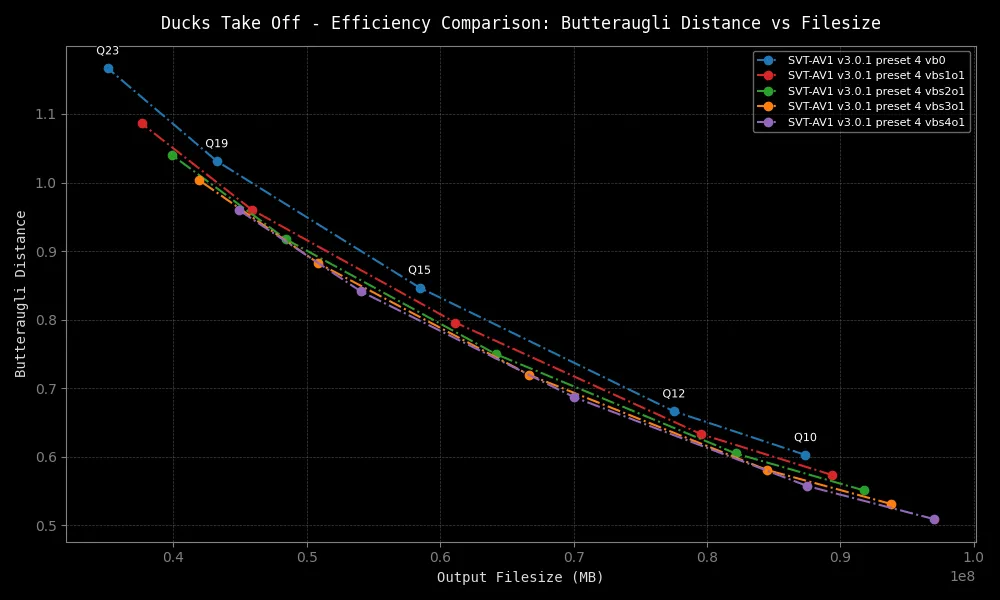 Ducks Take Off - Efficiency Comparison: Butteraugli Distance vs Filesize
SVT-AV1 v3.0.1 preset 4 vb0
SVT-AV1 v3.0.1 preset 4 vbs1o1
SVT-AV1 v3.0.1 preset 4 vbs2o1
SVT-AV1 v3.0.1 preset 4 vbs3o1
SVT-AV1 v3.0.1 preset 4 vbs4o1
Q23
Q19
Q15
Q12
Q10
Butteraugli Distance
1.1
1.0
0.9
0.8
0.7
0.6
0.5
0.4 0.5 0.6 0.7 0.8 0.9 1.0
1e8
Output Filesize (MB)